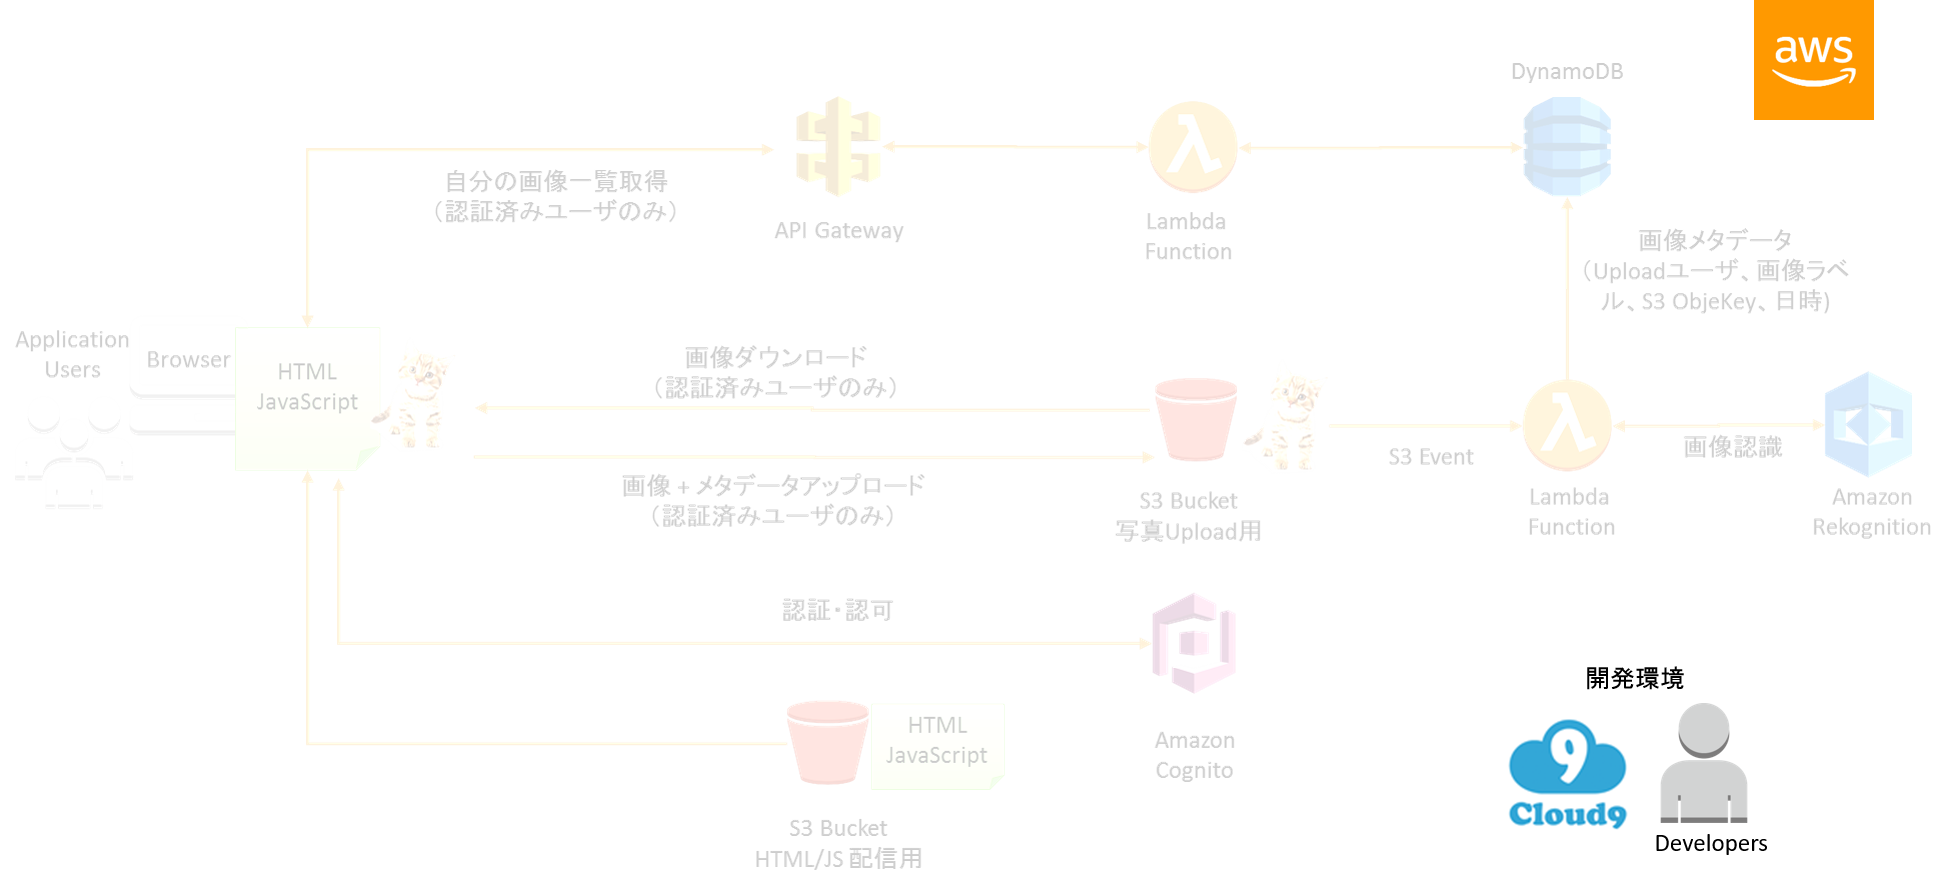 aws
DynamoDB
自分の画像一覧取得
（認証済みユーザのみ）
API Gateway
Lambda
Function
画像メタデータ
（Uploadユーザ、画像ラベ
ル、S3 ObjeKey、日時)
Application
Users
Browser
HTML
JavaScript
画像ダウンロード
（認証済みユーザのみ）
画像 + メタデータアップロード
（認証済みユーザのみ）
S3 Bucket
写真Upload用
S3 Event
Lambda
Function
画像認識
Amazon
Rekognition
認証・認可
Amazon
Cognito
HTML
JavaScript
S3 Bucket
HTML/JS 配信用
開発環境
9
Cloud9
Developers